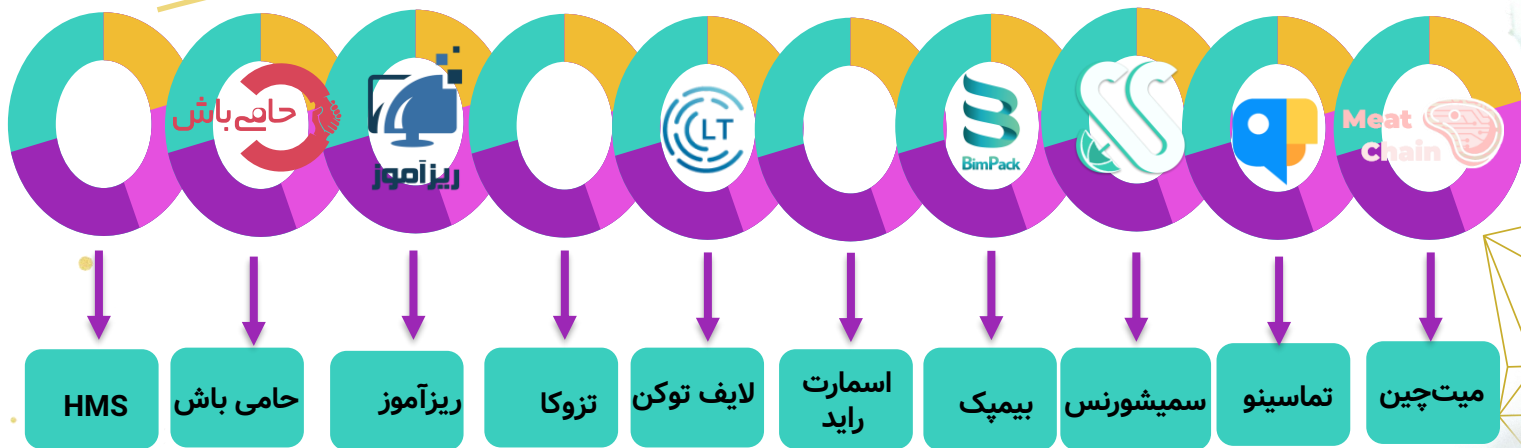 Meat
Chain
BimPack
LT
ریزآموز
حامی‌باش
میت‌چین
تماسینو
سمیشورنس
بیمپک
اسمارت
راید
لایف توکن
تزوکا
ریزآموز
حامی باش
HMS